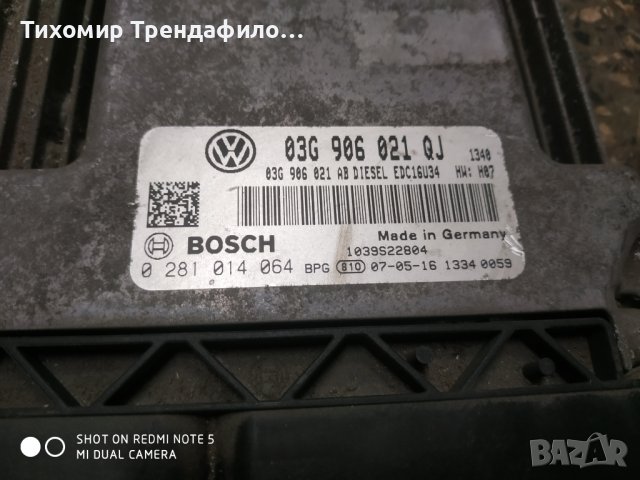 Тихомир Трендафило...
03G 906 021 QJ 1340
03G 906 021 AB DIESEL EDC16U34 HW: H07
Made in Germany
BOSCH
1039S22804
0 281 014 064 BPG 810 07-05-16 1334 0059
SHOT ON REDMI NOTE 5
MI DUAL CAMERA
BAZAR